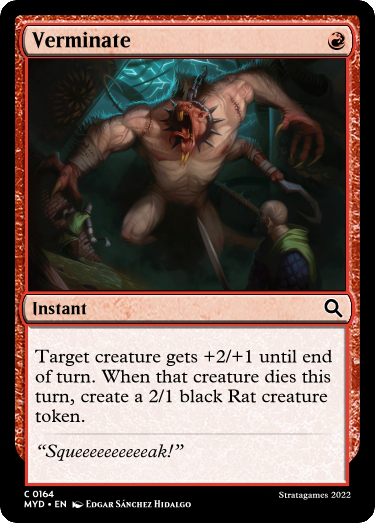 Verminate
Instant
Target creature gets +2/+1 until end
of turn. When that creature dies this
turn, create a 2/1 black Rat creature
token.
“Squeeeeeeeeeak!”
C 0164
MYD • EN Edgar Sánchez Hidalgo
Stratagames 2022